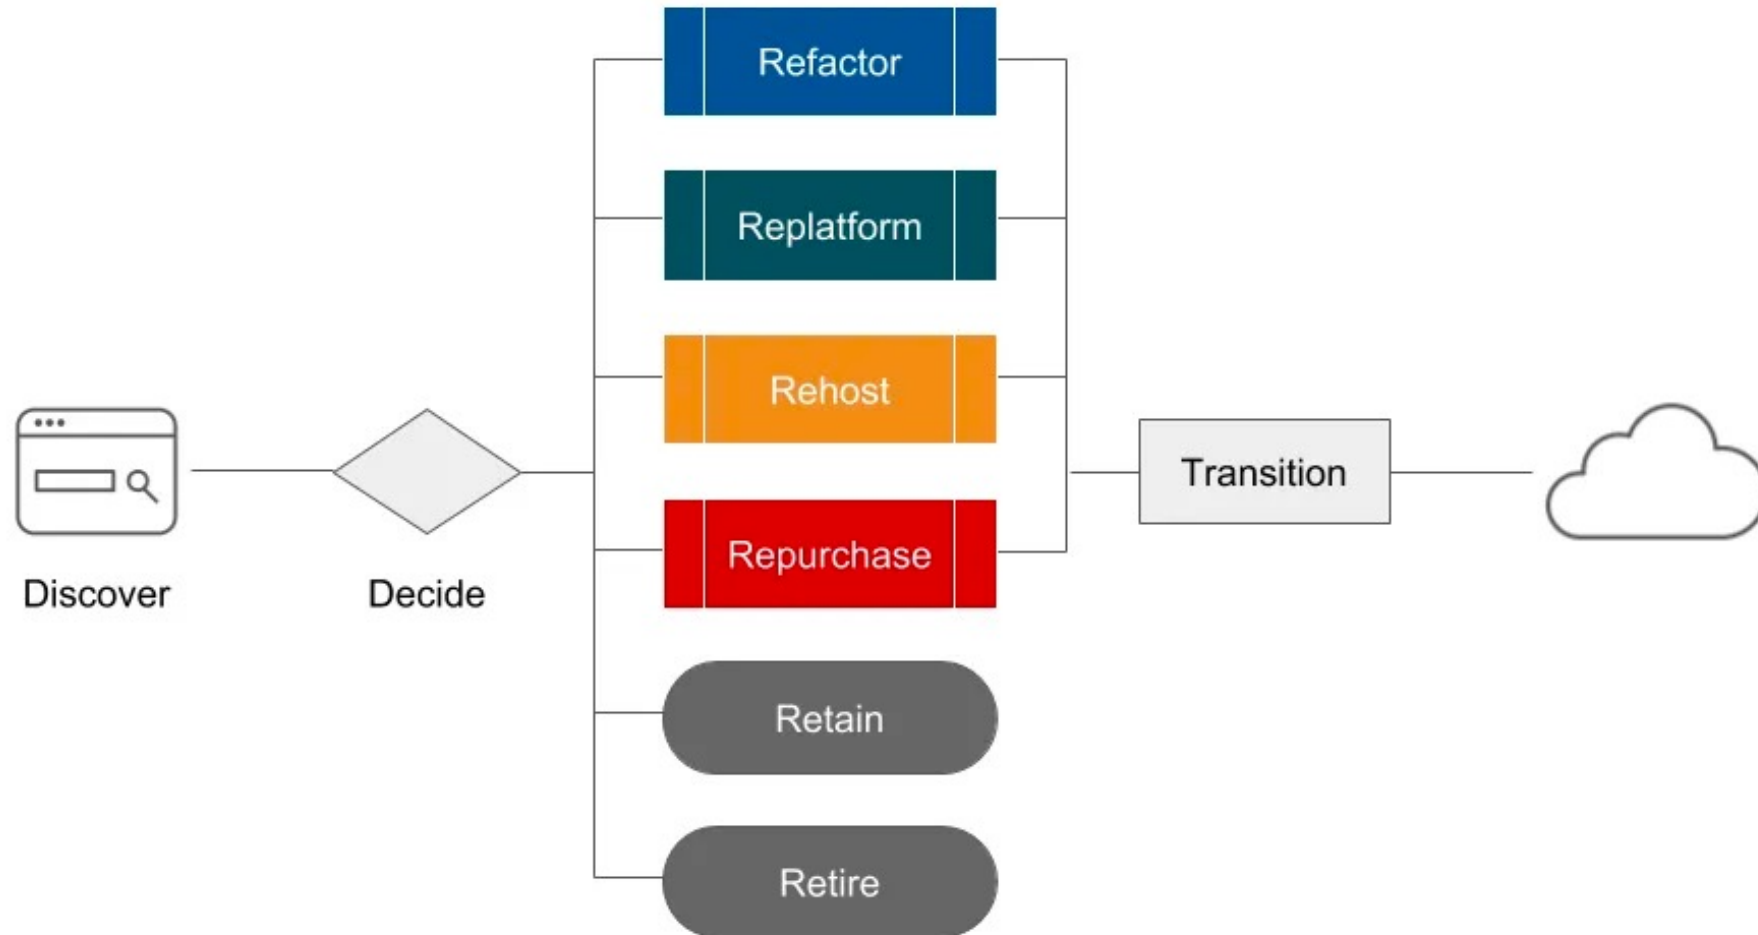 Refactor
Replatform
Rehost
Repurchase
Retain
Retire
Discover
Decide
Transition